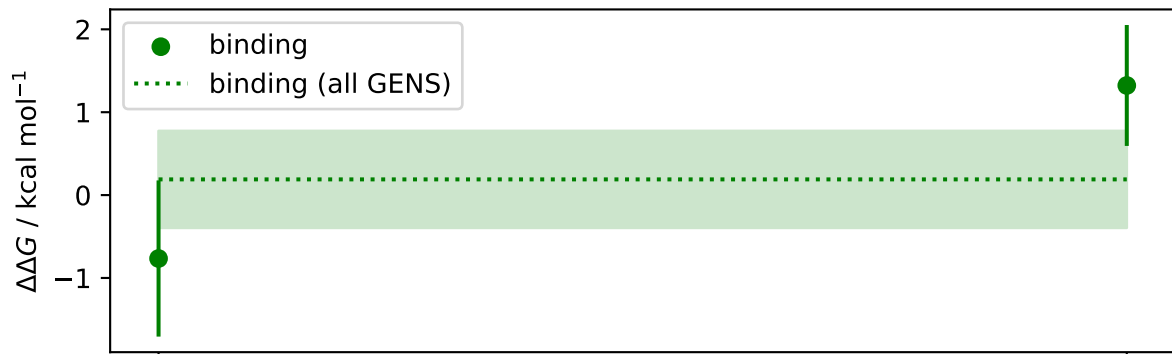 2
binding
binding (all GENS)
1
0
−1
ΔΔG / kcal mol⁻¹